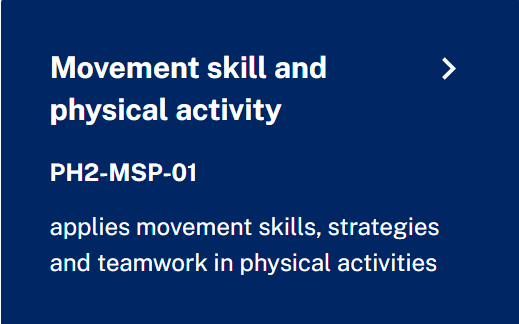 Movement skill and
physical activity
PH2-MSP-01
applies movement skills, strategies
and teamwork in physical activities